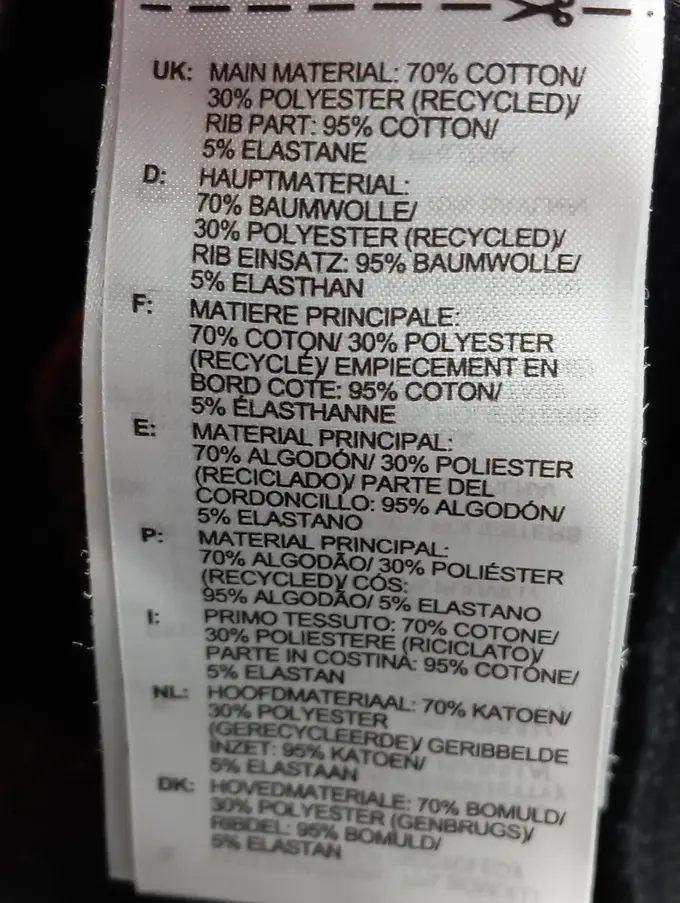 UK: MAIN MATERIAL: 70% COTTON/
30% POLYESTER (RECYCLED)/
RIB PART: 95% COTTON/
5% ELASTANE
D: HAUPTMATERIAL:
70% BAUMWOLLE/
30% POLYESTER (RECYCLED)/
RIB EINSATZ: 95% BAUMWOLLE/
5% ELASTHAN
F: MATIERE PRINCIPALE:
70% COTON/ 30% POLYESTER
(RECYCLÉ)/ EMPIECEMENT EN
BORD COTE: 95% COTON/
5% ÉLASTHANNE
E: MATERIAL PRINCIPAL:
70% ALGODÓN/ 30% POLIESTER
(RECICLADO)/ PARTE DEL
CORDONCILLO: 95% ALGODÓN/
5% ELASTANO
P: MATERIAL PRINCIPAL:
70% ALGODÃO/ 30% POLIÉSTER
(RECYCLED)/ CÓS:
95% ALGODÃO/ 5% ELASTANO
I: PRIMO TESSUTO: 70% COTONE/
30% POLIESTERE (RICICLATO)/
PARTE IN COSTINA: 95% COTONE/
5% ELASTAN
NL: HOOFDMATERIAAL: 70% KATOEN/
30% POLYESTER
(GERECYCLEERDE)/ GERIBBELDE
INZET: 95% KATOEN/
5% ELASTAAN
DK: HOVEDMATERIALE: 70% BOMULD/
30% POLYESTER (GENBRUGS)/
RIBDEL: 95% BOMULD/
5% ELASTAN